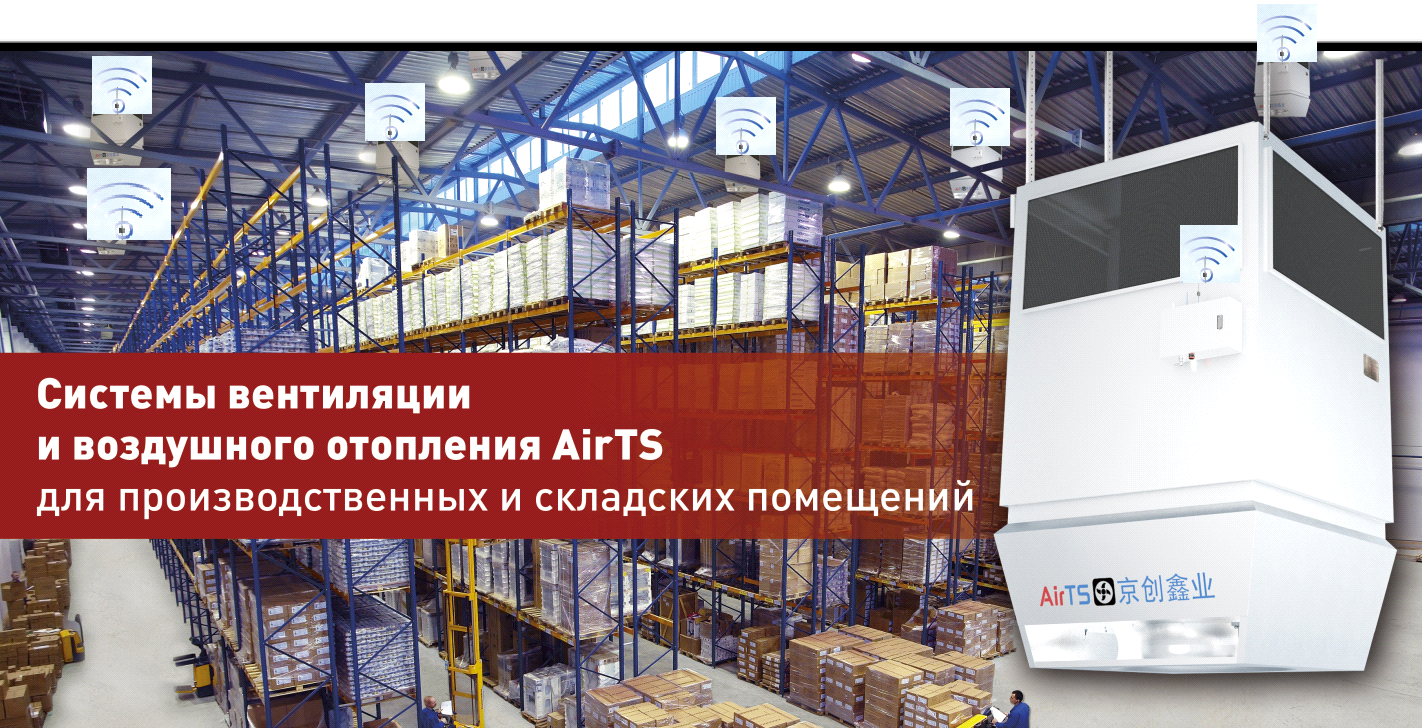 Системы вентиляции
и воздушного отопления AirTS
для производственных и складских помещений
AirTS 京创鑫业